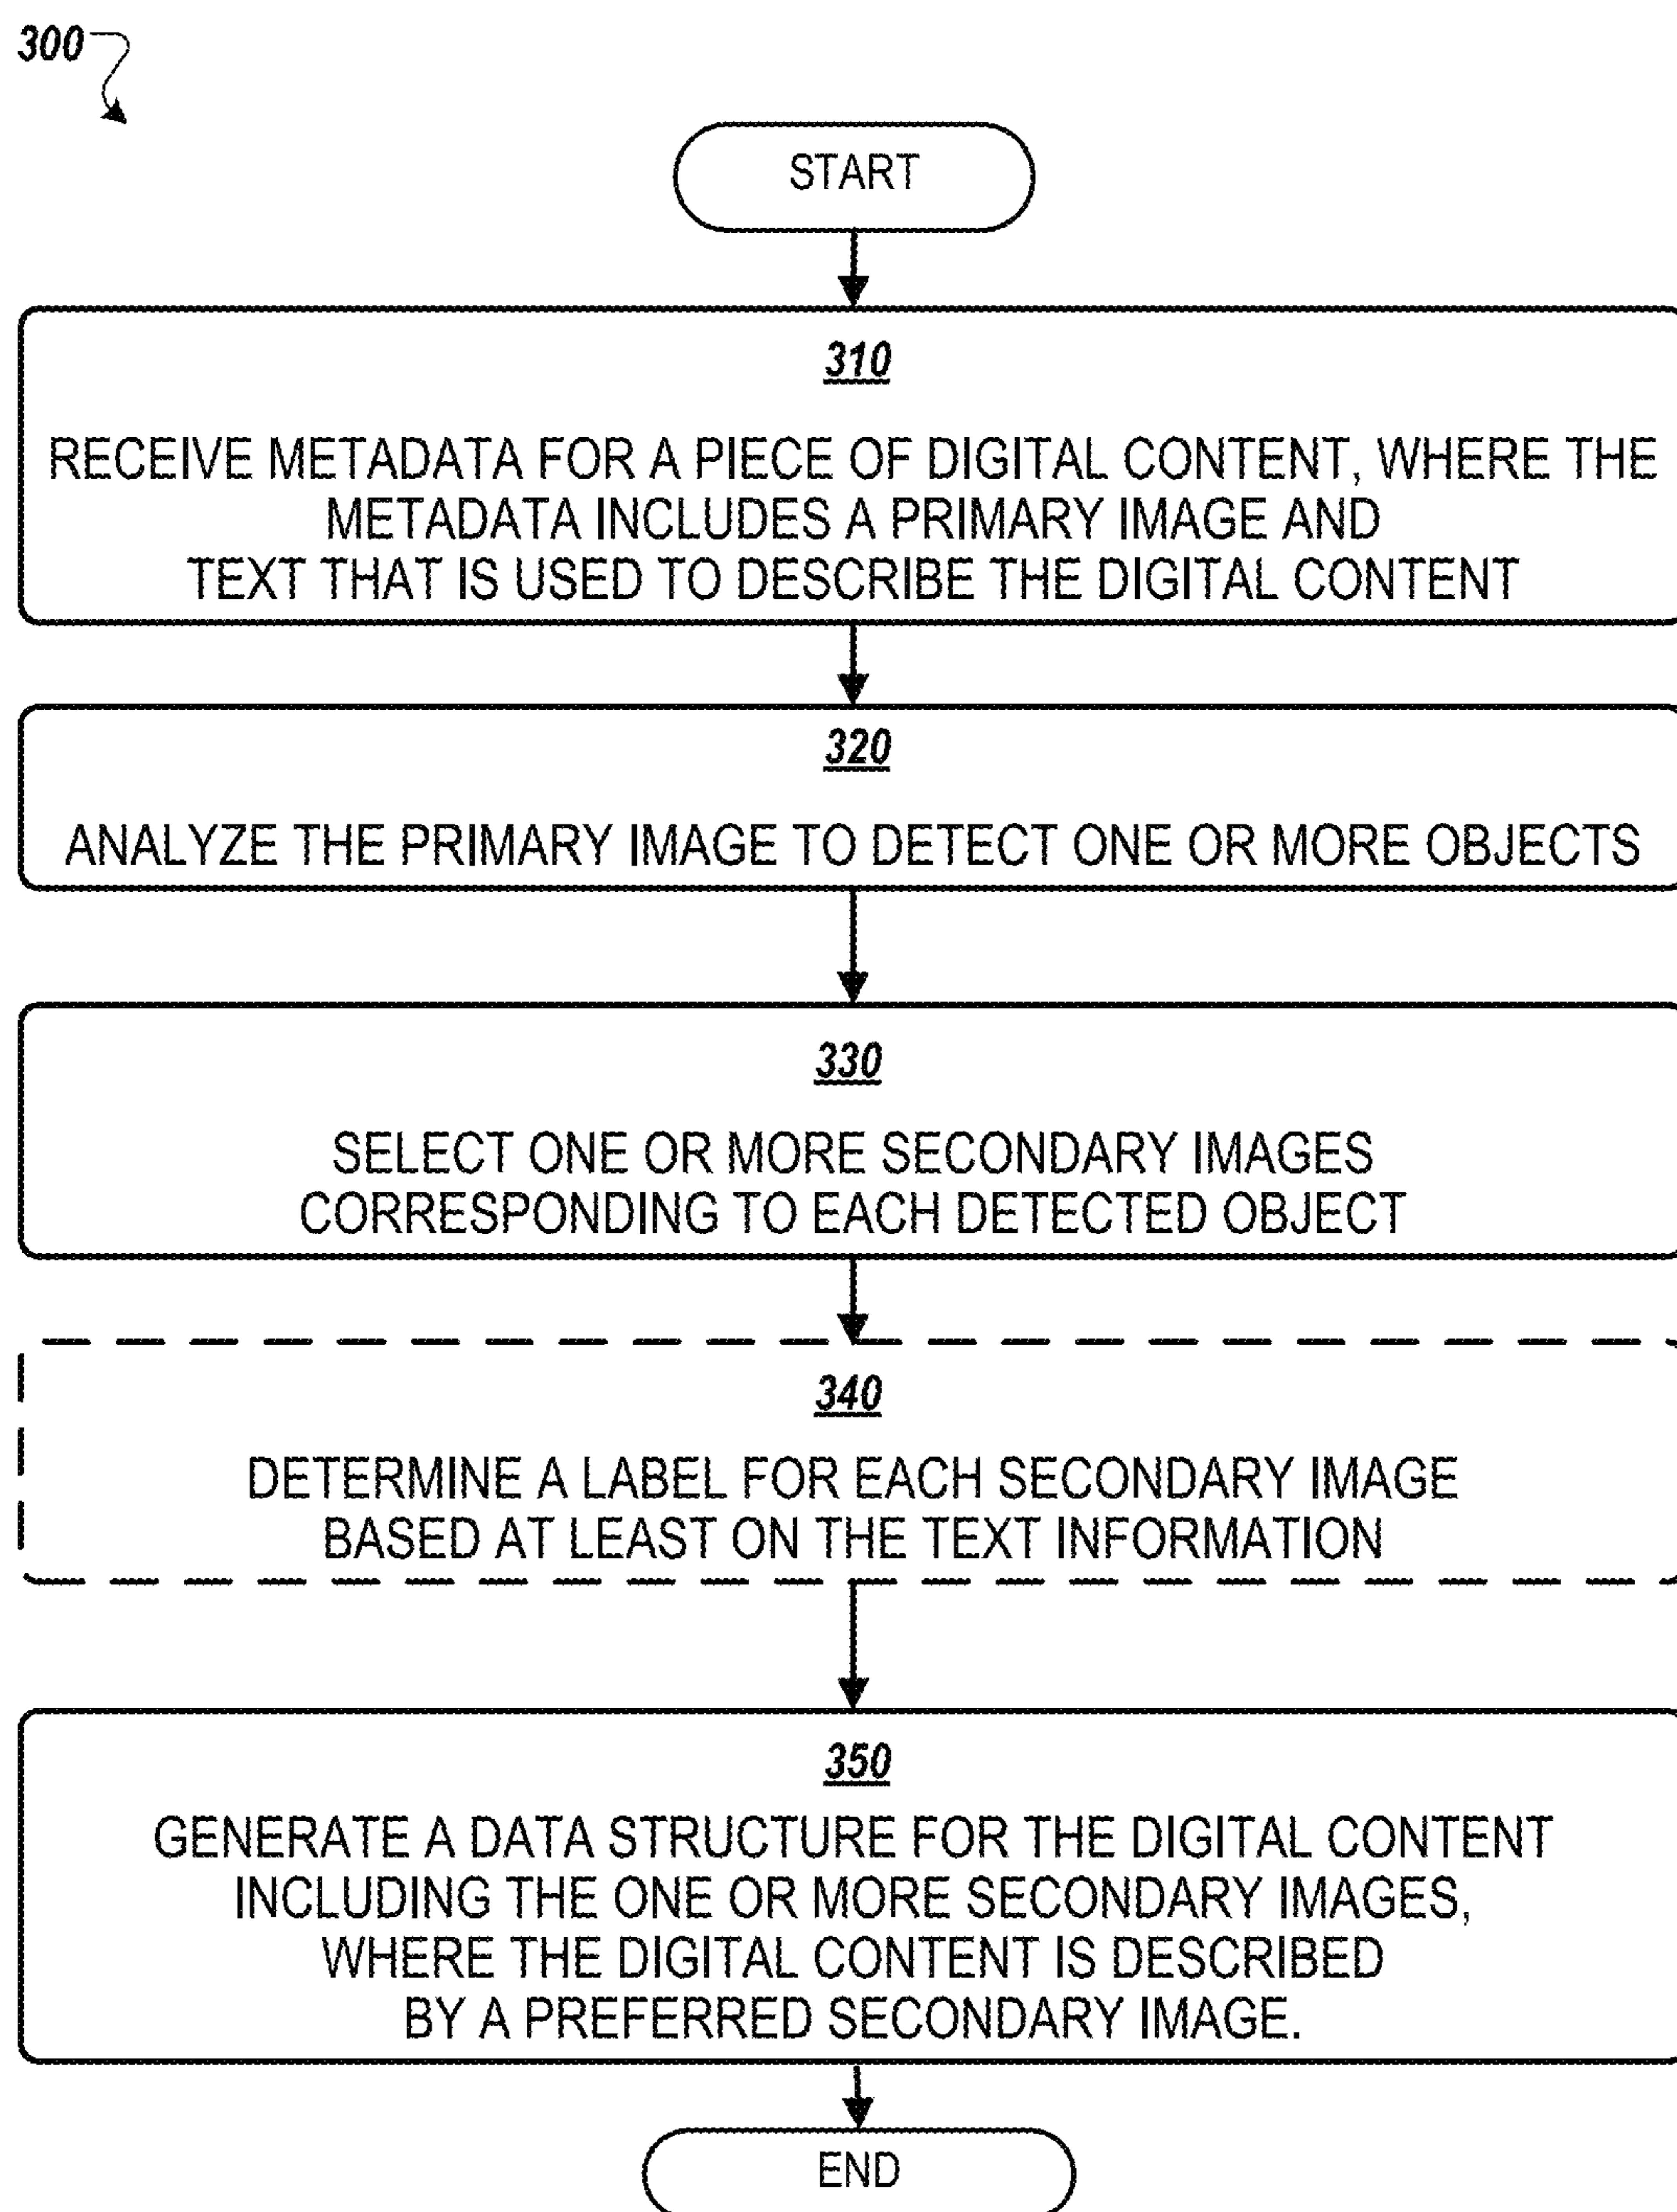 300
START
310
RECEIVE METADATA FOR A PIECE OF DIGITAL CONTENT, WHERE THE
METADATA INCLUDES A PRIMARY IMAGE AND
TEXT THAT IS USED TO DESCRIBE THE DIGITAL CONTENT
320
ANALYZE THE PRIMARY IMAGE TO DETECT ONE OR MORE OBJECTS
330
SELECT ONE OR MORE SECONDARY IMAGES
CORRESPONDING TO EACH DETECTED OBJECT
340
DETERMINE A LABEL FOR EACH SECONDARY IMAGE
BASED AT LEAST ON THE TEXT INFORMATION
350
GENERATE A DATA STRUCTURE FOR THE DIGITAL CONTENT
INCLUDING THE ONE OR MORE SECONDARY IMAGES,
WHERE THE DIGITAL CONTENT IS DESCRIBED
BY A PREFERRED SECONDARY IMAGE.
END